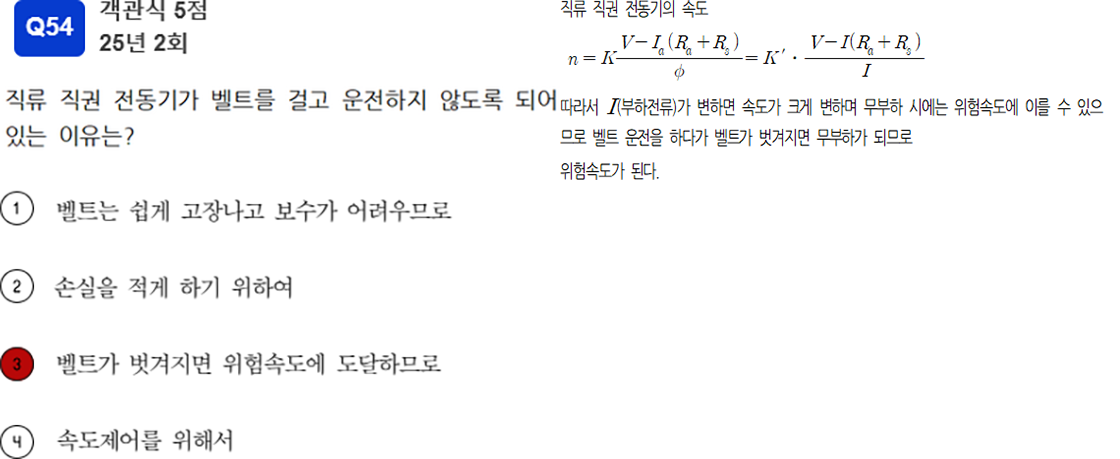 Q54
객관식 5점
25년 2회
직류 직권 전동기가 벨트를 걸고 운전하지 않도록 되어
있는 이유는?
1 벨트는 쉽게 고장나고 보수가 어려우므로
2 손실을 적게 하기 위하여
3 벨트가 벗겨지면 위험속도에 도달하므로
4 속도제어를 위해서
직류 직권 전동기의 속도
n = K (V - I_a (R_a + R_s)) / ϕ = K′ · (V - I(R_a + R_s)) / I
따라서 I(부하전류)가 변하면 속도가 크게 변하며 무부하 시에는 위험속도에 이를 수 있으
므로 벨트 운전을 하다가 벨트가 벗겨지면 무부하가 되므로
위험속도가 된다.